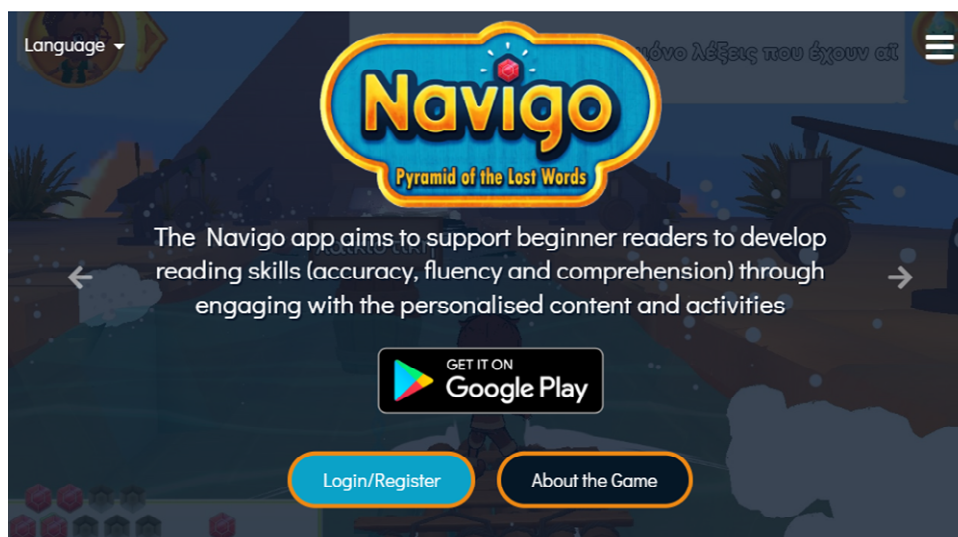 Language
μόνο λέξεις που έχουν αϊ
Navigo
Pyramid of the Lost Words
The Navigo app aims to support beginner readers to develop
reading skills (accuracy, fluency and comprehension) through
engaging with the personalised content and activities
GET IT ON
Google Play
Login/Register
About the Game